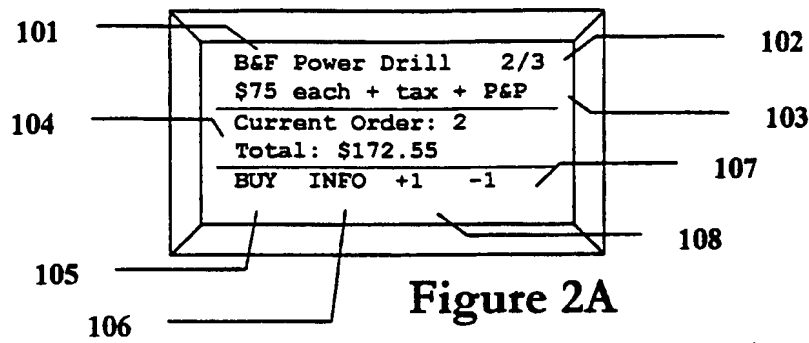 101
102
B&F Power Drill 2/3
$75 each + tax + P&P
103
104
Current Order: 2
Total: $172.55
107
BUY INFO +1 -1
108
105
106
Figure 2A